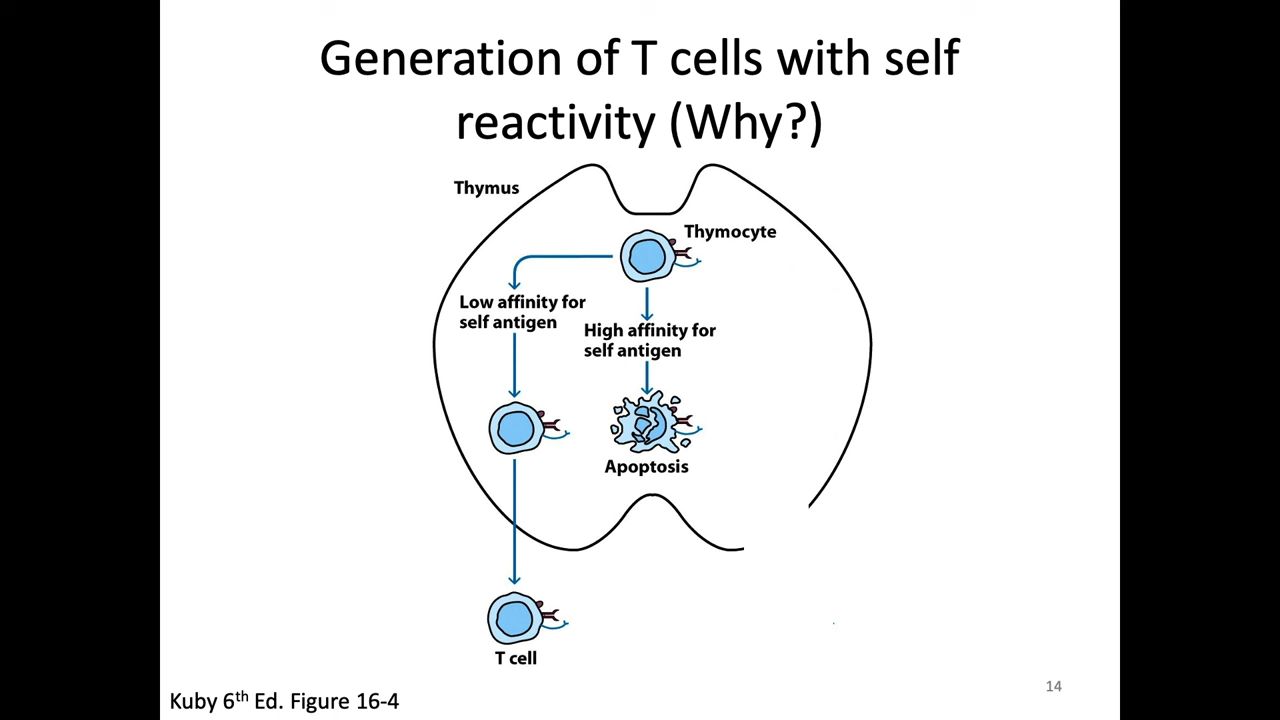 Generation of T cells with self
reactivity (Why?)
Thymus
Thymocyte
Low affinity for
self antigen
High affinity for
self antigen
Apoptosis
T cell
Kuby 6th Ed. Figure 16-4
14